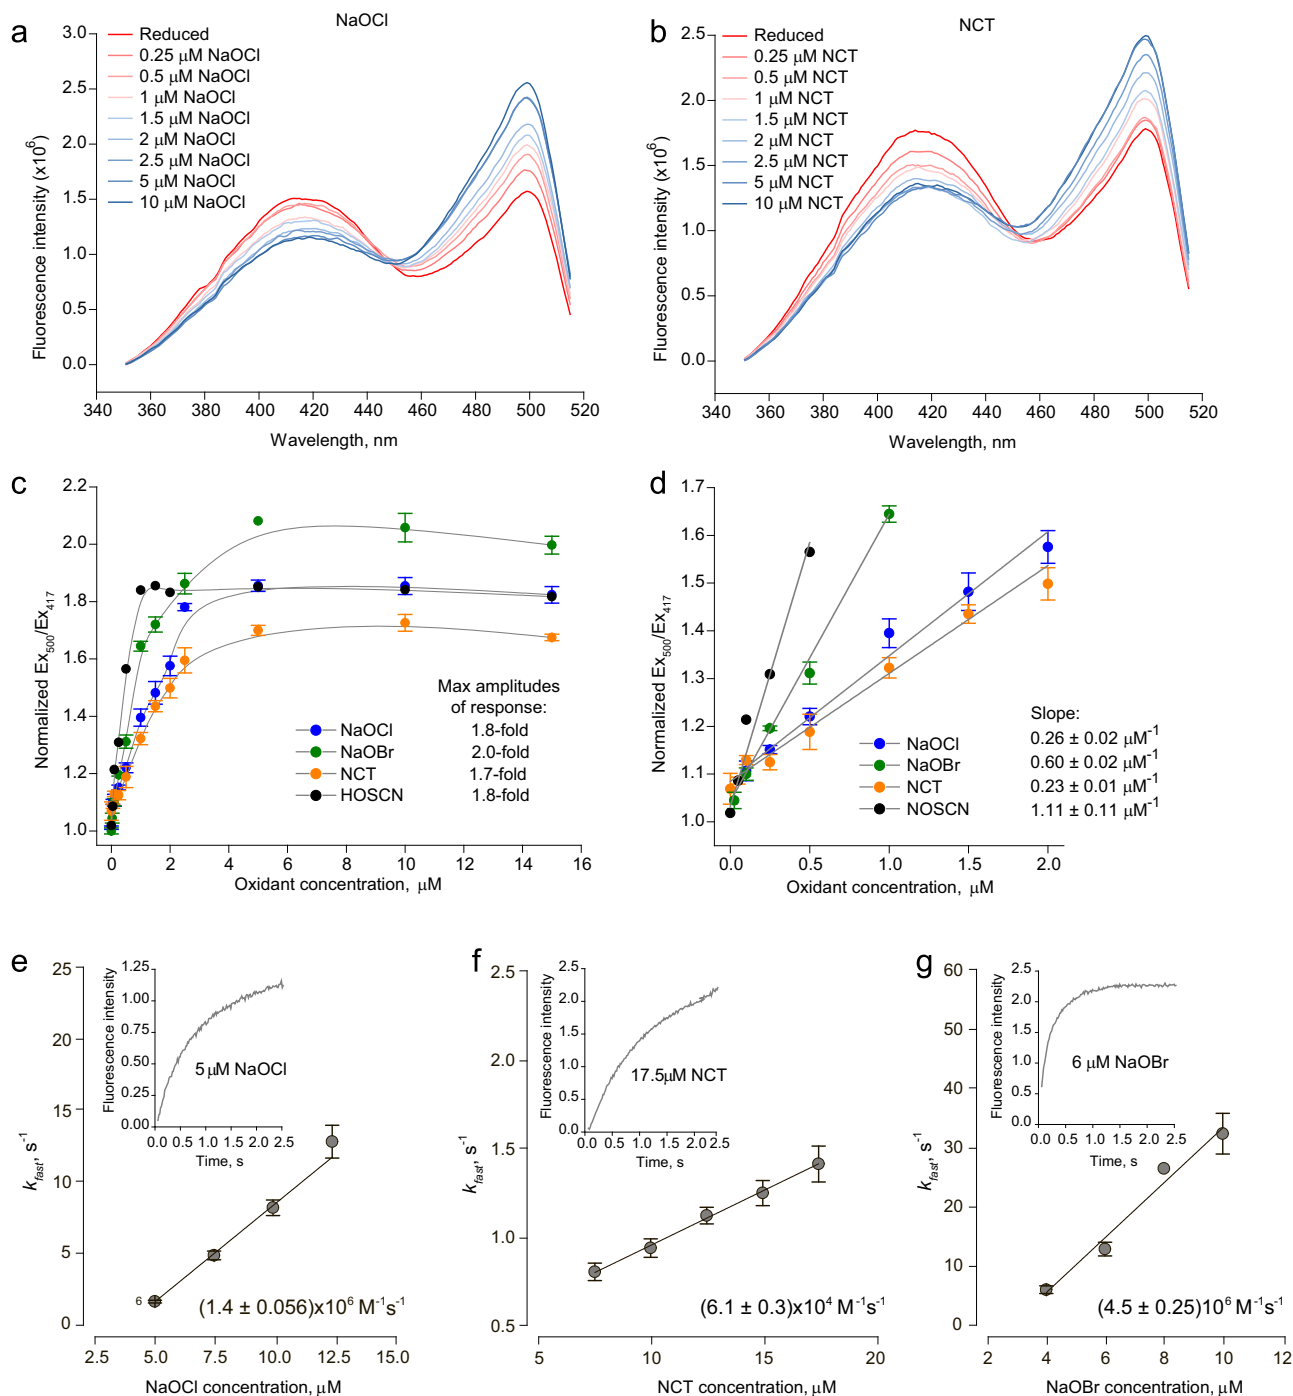 a
NaOCl
Reduced
0.25 μM NaOCl
0.5 μM NaOCl
1 μM NaOCl
1.5 μM NaOCl
2 μM NaOCl
2.5 μM NaOCl
5 μM NaOCl
10 μM NaOCl
Fluorescence intensity (x10⁶)
3.0
2.5
2.0
1.5
1.0
0.5
0.0
340 360 380 400 420 440 460 480 500 520
Wavelength, nm
b
NCT
Reduced
0.25 μM NCT
0.5 μM NCT
1 μM NCT
1.5 μM NCT
2 μM NCT
2.5 μM NCT
5 μM NCT
10 μM NCT
Fluorescence intensity (x10⁶)
2.5
2.0
1.5
1.0
0.5
0.0
340 360 380 400 420 440 460 480 500 520
Wavelength, nm
c
Normalized Ex₅₀₀/Ex₄₁₇
2.2
2.0
1.8
1.6
1.4
1.2
1.0
Max amplitudes
of response:
NaOCl 1.8-fold
NaOBr 2.0-fold
NCT 1.7-fold
HOSCN 1.8-fold
0 2 4 6 8 10 12 14 16
Oxidant concentration, μM
d
Normalized Ex₅₀₀/Ex₄₁₇
1.7
1.6
1.5
1.4
1.3
1.2
1.1
1.0
Slope:
NaOCl 0.26 ± 0.02 μM⁻¹
NaOBr 0.60 ± 0.02 μM⁻¹
NCT 0.23 ± 0.01 μM⁻¹
NOSCN 1.11 ± 0.11 μM⁻¹
0.0 0.5 1.0 1.5 2.0
Oxidant concentration, μM
e
k_fast, s⁻¹
25
20
15
10
5
0
Fluorescence intensity
1.25
1.00
0.75
0.50
0.25
0.00
5 μM NaOCl
0.0 0.5 1.0 1.5 2.0 2.5
Time, s
6
(1.4 ± 0.056)x10⁶ M⁻¹s⁻¹
2.5 5.0 7.5 10.0 12.5 15.0
NaOCl concentration, μM
f
k_fast, s⁻¹
2.5
2.0
1.5
1.0
0.5
Fluorescence intensity
2.5
2.0
1.5
1.0
0.5
0.0
17.5μM NCT
0.0 0.5 1.0 1.5 2.0 2.5
Time, s
(6.1 ± 0.3)x10⁴ M⁻¹s⁻¹
5 10 15 20
NCT concentration, μM
g
k_fast, s⁻¹
60
50
40
30
20
10
0
Fluorescence intensity
2.5
2.0
1.5
1.0
0.5
0.0
6 μM NaOBr
0.0 0.5 1.0 1.5 2.0 2.5
Time, s
(4.5 ± 0.25)10⁶ M⁻¹s⁻¹
2 4 6 8 10 12
NaOBr concentration, μM